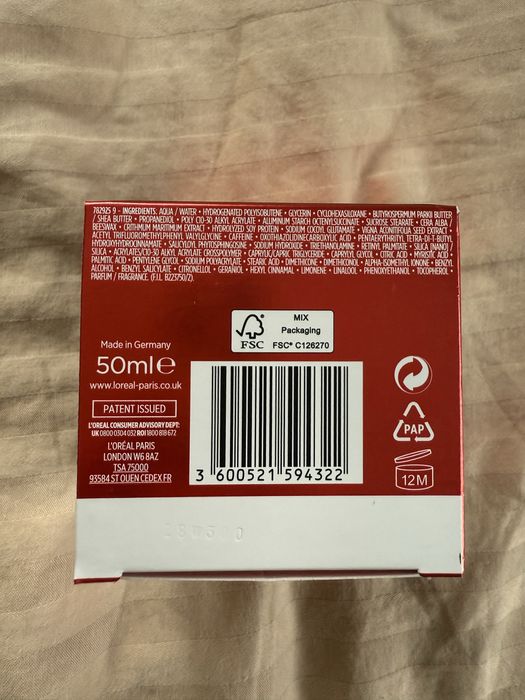 782925 9 - INGREDIENTS: AQUA / WATER • HYDROGENATED POLYISOBUTENE • GLYCERIN • CYCLOHEXASILOXANE • BUTYROSPERMUM PARKII BUTTER
/ SHEA BUTTER • PROPANEDIOL • POLY C10-30 ALKYL ACRYLATE • ALUMINUM STARCH OCTENYLSUCCINATE • SUCROSE STEARATE • CERA ALBA /
BEESWAX • CRITHMUM MARITIMUM EXTRACT • HYDROLYZED SOY PROTEIN • SODIUM COCOYL GLUTAMATE • VIGNA ACONITIFOLIA SEED EXTRACT •
ACETYL TRIFLUOROMETHYLPHENYL VALYLGLYCINE • CAFFEINE • OXOTHIAZOLIDINECARBOXYLIC ACID • PENTAERYTHRITYL TETRA-DI-T-BUTYL
HYDROXYHYDROCINNAMATE • SALICYLOYL PHYTOSPHINGOSINE • SODIUM HYDROXIDE • TRIETHANOLAMINE • RETINYL PALMITATE • SILICA [NANO] /
SILICA • ACRYLATES/C10-30 ALKYL ACRYLATE CROSSPOLYMER • CAPRYLIC/CAPRIC TRIGLYCERIDE • CAPRYLYL GLYCOL • CITRIC ACID • MYRISTIC ACID •
PALMITIC ACID • PENTYLENE GLYCOL • SODIUM POLYACRYLATE • STEARIC ACID • DIMETHICONE • DIMETHICONOL • ALPHA-ISOMETHYL IONONE • BENZYL
ALCOHOL • BENZYL SALICYLATE • CITRONELLOL • GERANIOL • HEXYL CINNAMAL • LIMONENE • LINALOOL • PHENOXYETHANOL • TOCOPHEROL •
PARFUM / FRAGRANCE. (F.I.L. B223750/2).
FSC
MIX
Packaging
FSC® C126270
Made in Germany
50ml e
www.loreal-paris.co.uk
PATENT ISSUED
L'ORÉAL CONSUMER ADVISORY DEPT:
UK 0800 0304 032 ROI 1800 818 672
L'ORÉAL PARIS
LONDON W6 8AZ
TSA 75000
93584 ST OUEN CEDEX FR
3 600521 594322
PAP
12M